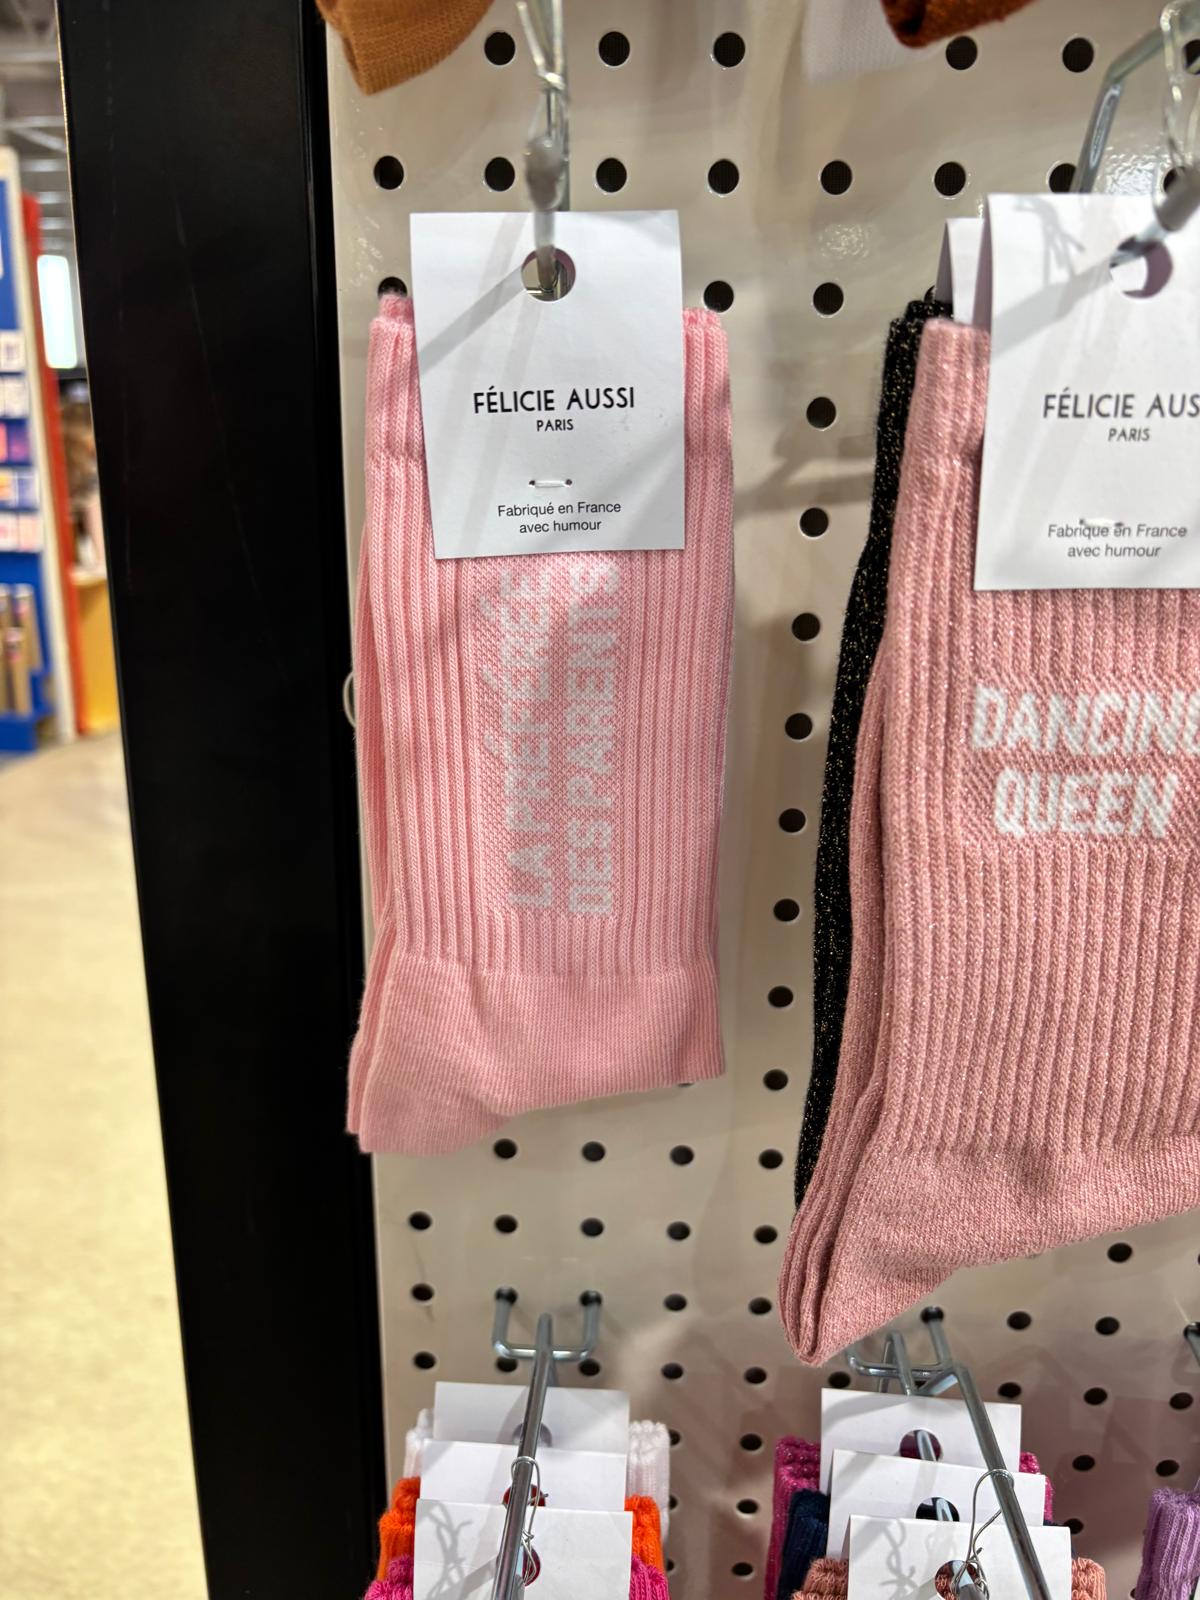 FÉLICIE AUSSI
PARIS
Fabriqué en France
avec humour
LA PRÉFÉRÉE
DES PARENTS
FÉLICIE AUS
PARIS
Fabriqué en France
avec humour
DANCING
QUEEN